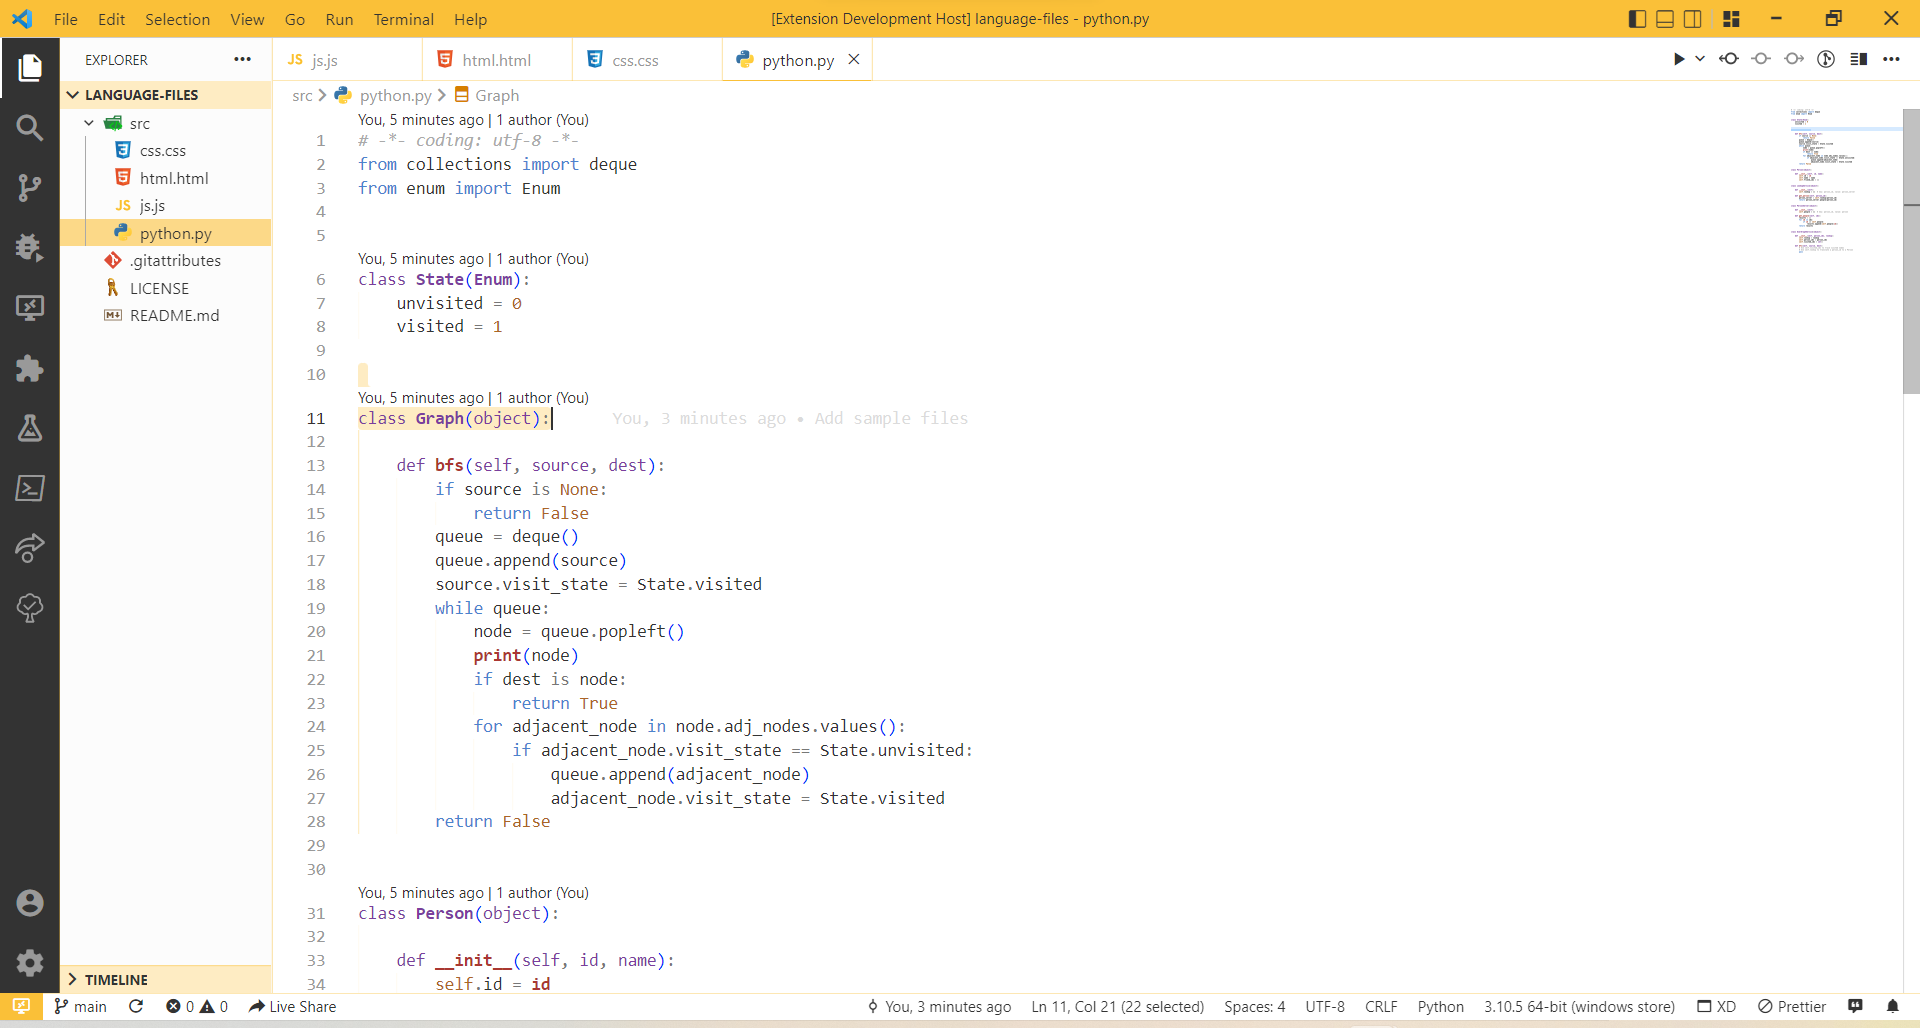 File Edit Selection View Go Run Terminal Help [Extension Development Host] language-files - python.py
EXPLORER
LANGUAGE-FILES
src
css.css
html.html
JS js.js
python.py
.gitattributes
LICENSE
README.md
TIMELINE
JS js.js html.html css.css python.py
src python.py Graph
You, 5 minutes ago | 1 author (You)
1 # -*- coding: utf-8 -*-
2 from collections import deque
3 from enum import Enum
4
5
You, 5 minutes ago | 1 author (You)
6 class State(Enum):
7 unvisited = 0
8 visited = 1
9
10
You, 5 minutes ago | 1 author (You)
11 class Graph(object): You, 3 minutes ago • Add sample files
12
13 def bfs(self, source, dest):
14 if source is None:
15 return False
16 queue = deque()
17 queue.append(source)
18 source.visit_state = State.visited
19 while queue:
20 node = queue.popleft()
21 print(node)
22 if dest is node:
23 return True
24 for adjacent_node in node.adj_nodes.values():
25 if adjacent_node.visit_state == State.unvisited:
26 queue.append(adjacent_node)
27 adjacent_node.visit_state = State.visited
28 return False
29
30
You, 5 minutes ago | 1 author (You)
31 class Person(object):
32
33 def __init__(self, id, name):
34 self.id = id
main 0 0 Live Share You, 3 minutes ago Ln 11, Col 21 (22 selected) Spaces: 4 UTF-8 CRLF Python 3.10.5 64-bit (windows store) XD Prettier